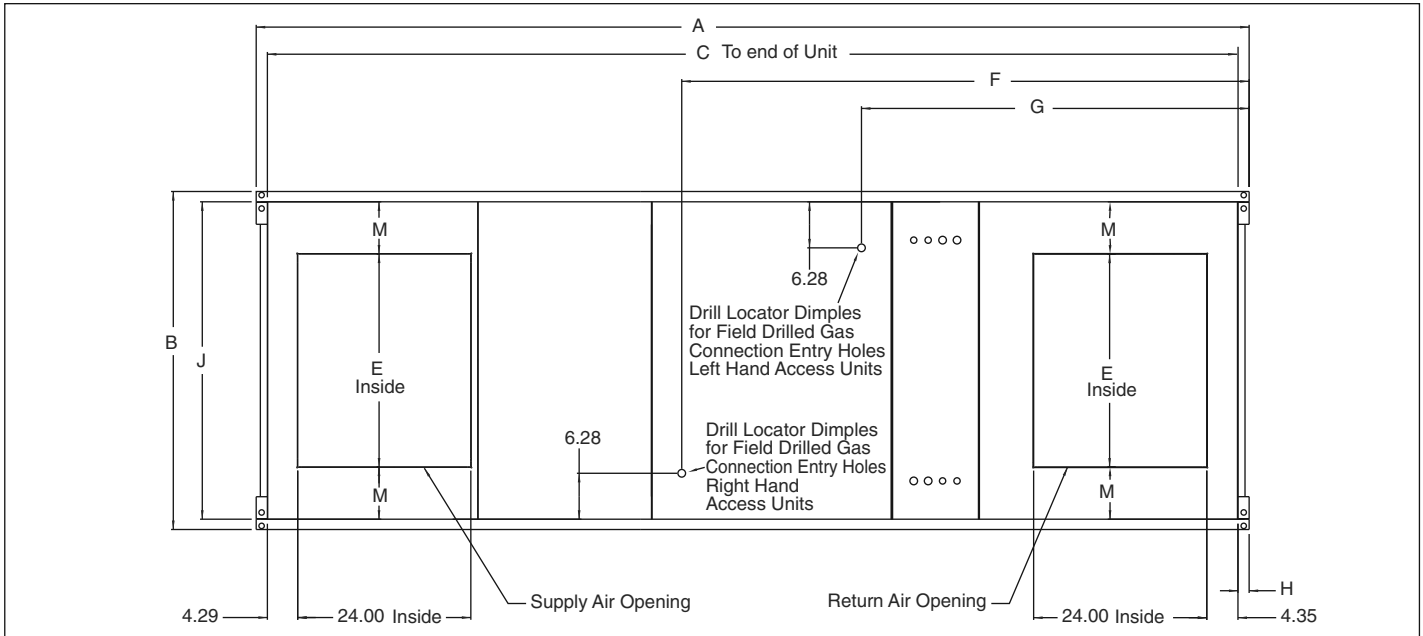 A
C To end of Unit
F
G
M
M
6.28
B
J
Drill Locator Dimples
for Field Drilled Gas
Connection Entry Holes
Left Hand Access Units
E
Inside
E
Inside
6.28
Drill Locator Dimples
for Field Drilled Gas
Connection Entry Holes
Right Hand
Access Units
M
M
Supply Air Opening
Return Air Opening
H
4.29
24.00 Inside
24.00 Inside
4.35